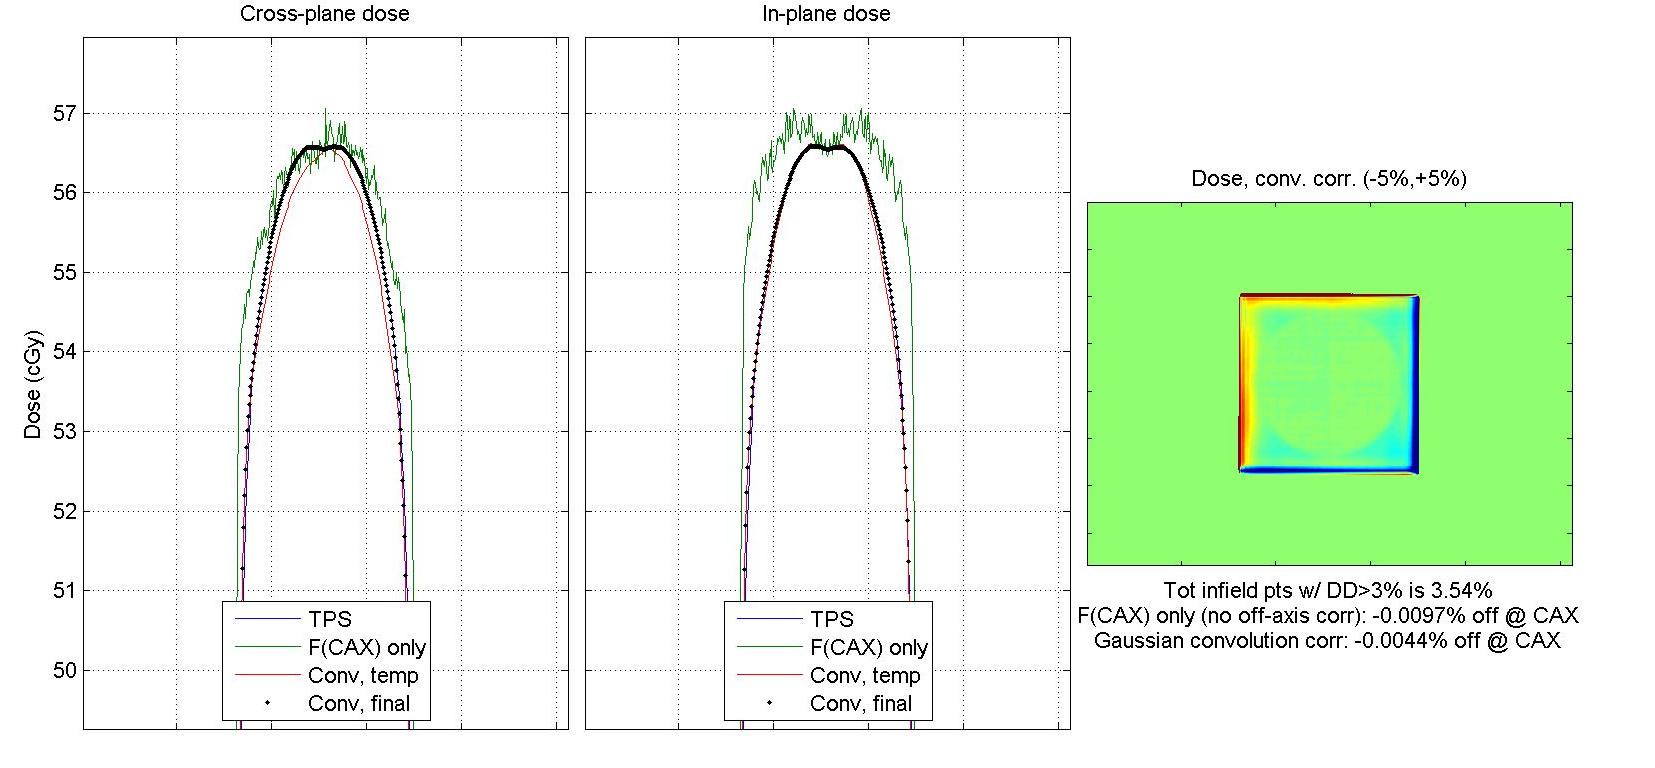 Cross-plane dose
In-plane dose
57
56
55
54
53
52
51
50
Dose (cGy)
TPS
F(CAX) only
Conv, temp
Conv, final
TPS
F(CAX) only
Conv, temp
Conv, final
Dose, conv. corr. (-5%,+5%)
Tot infield pts w/ DD>3% is 3.54%
F(CAX) only (no off-axis corr): -0.0097% off @ CAX
Gaussian convolution corr: -0.0044% off @ CAX